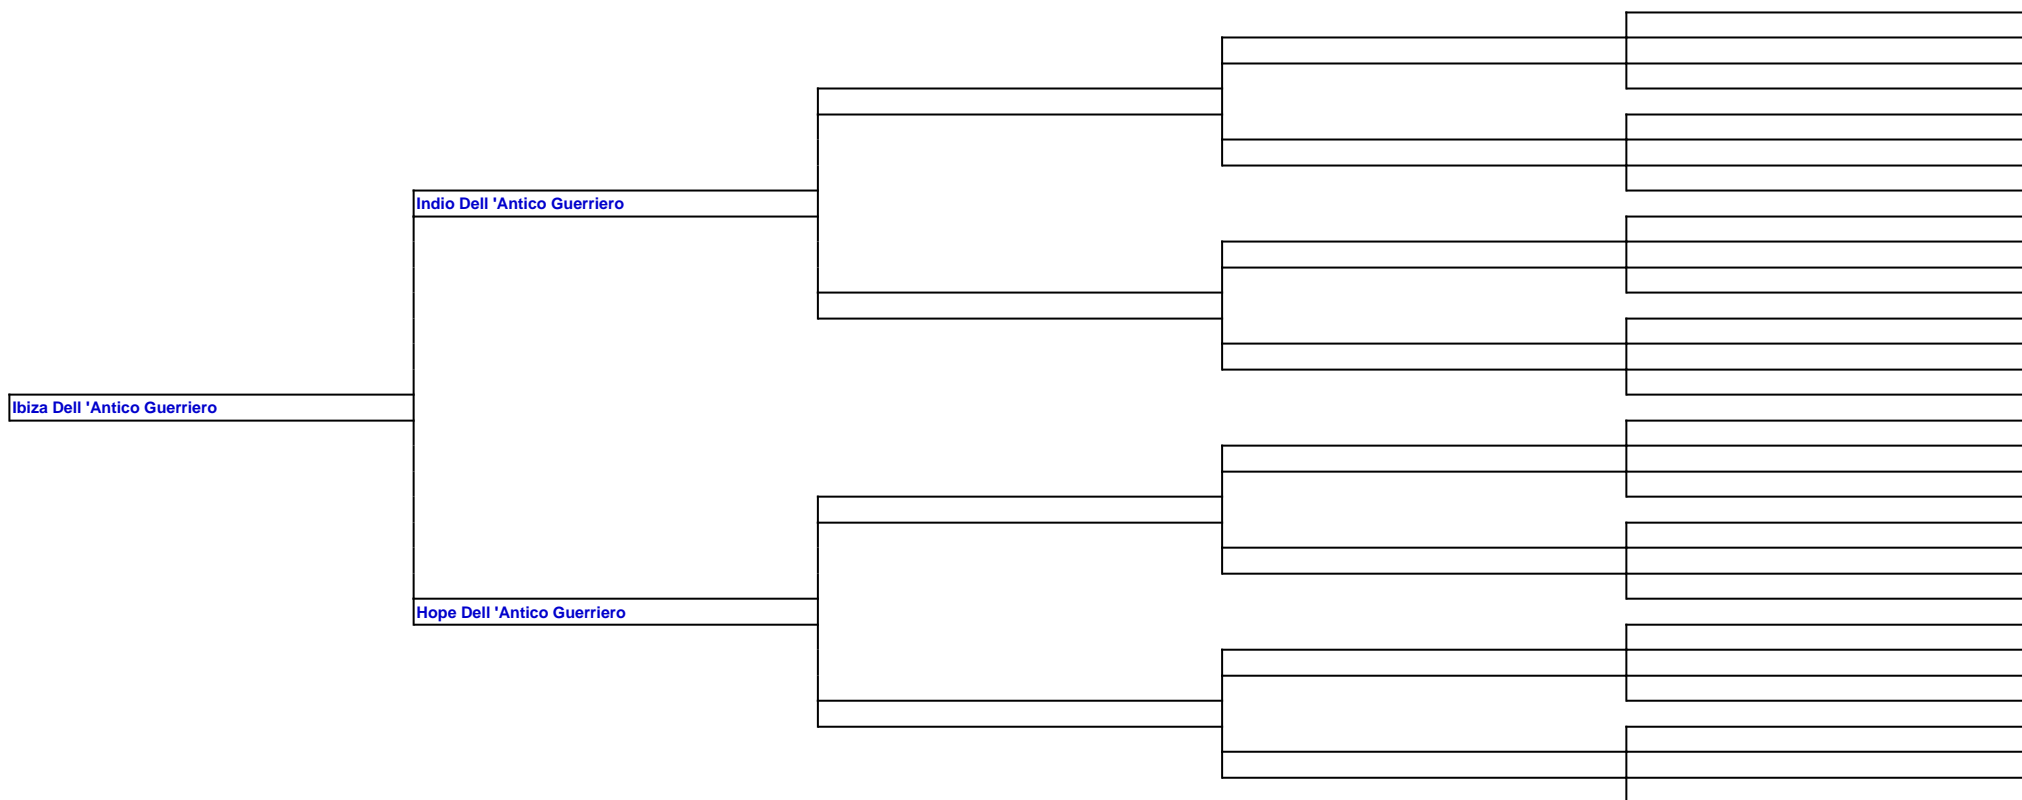 Indio Dell 'Antico Guerriero
Ibiza Dell 'Antico Guerriero
Hope Dell 'Antico Guerriero